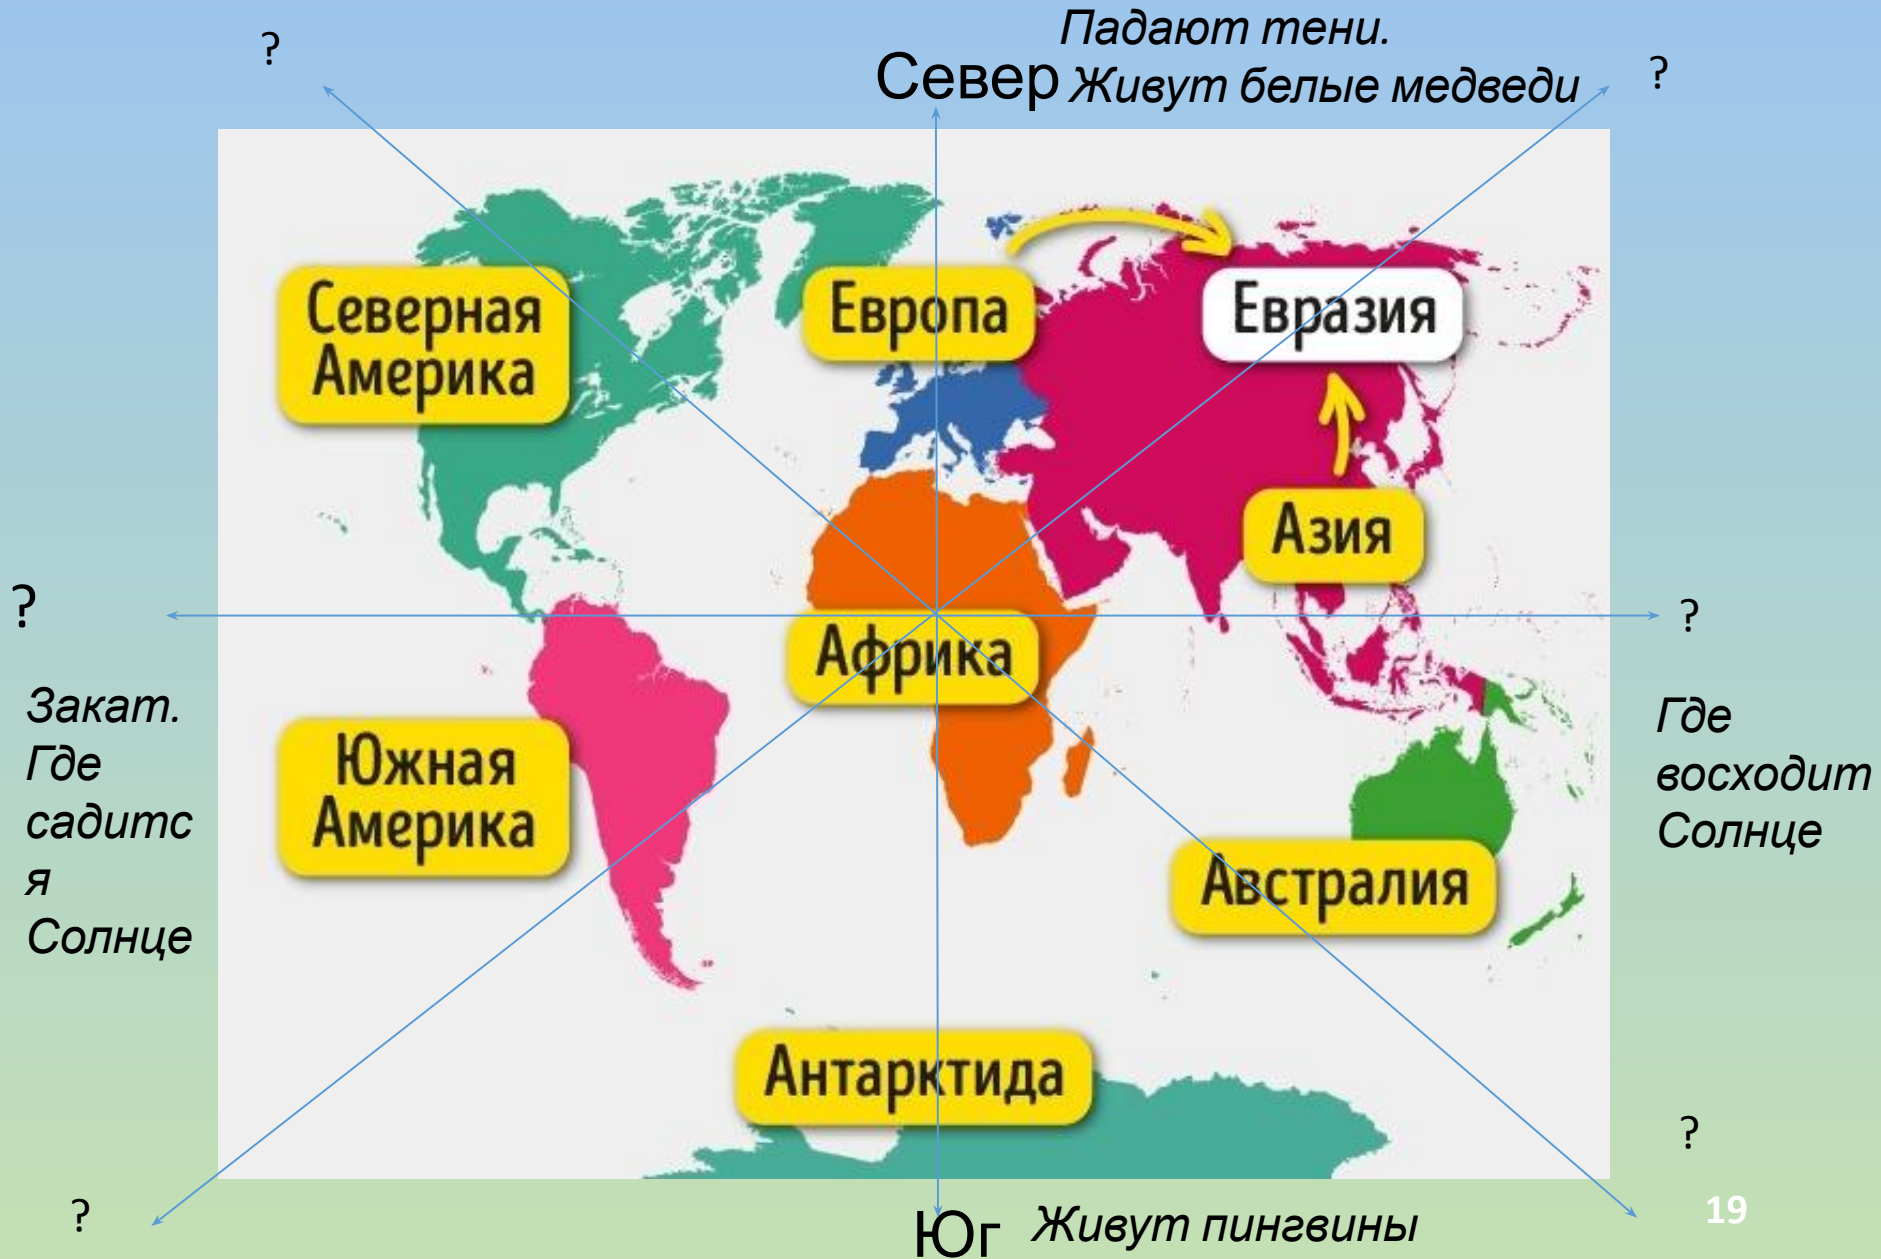 Падают тени.
?
Север Живут белые медведи
?
Северная
Америка
Европа
Евразия
Азия
?
?
Африка
Закат.
Где
садитс
я
Солнце
Где
восходит
Солнце
Южная
Америка
Австралия
Антарктида
?
?
19
Юг Живут пингвины